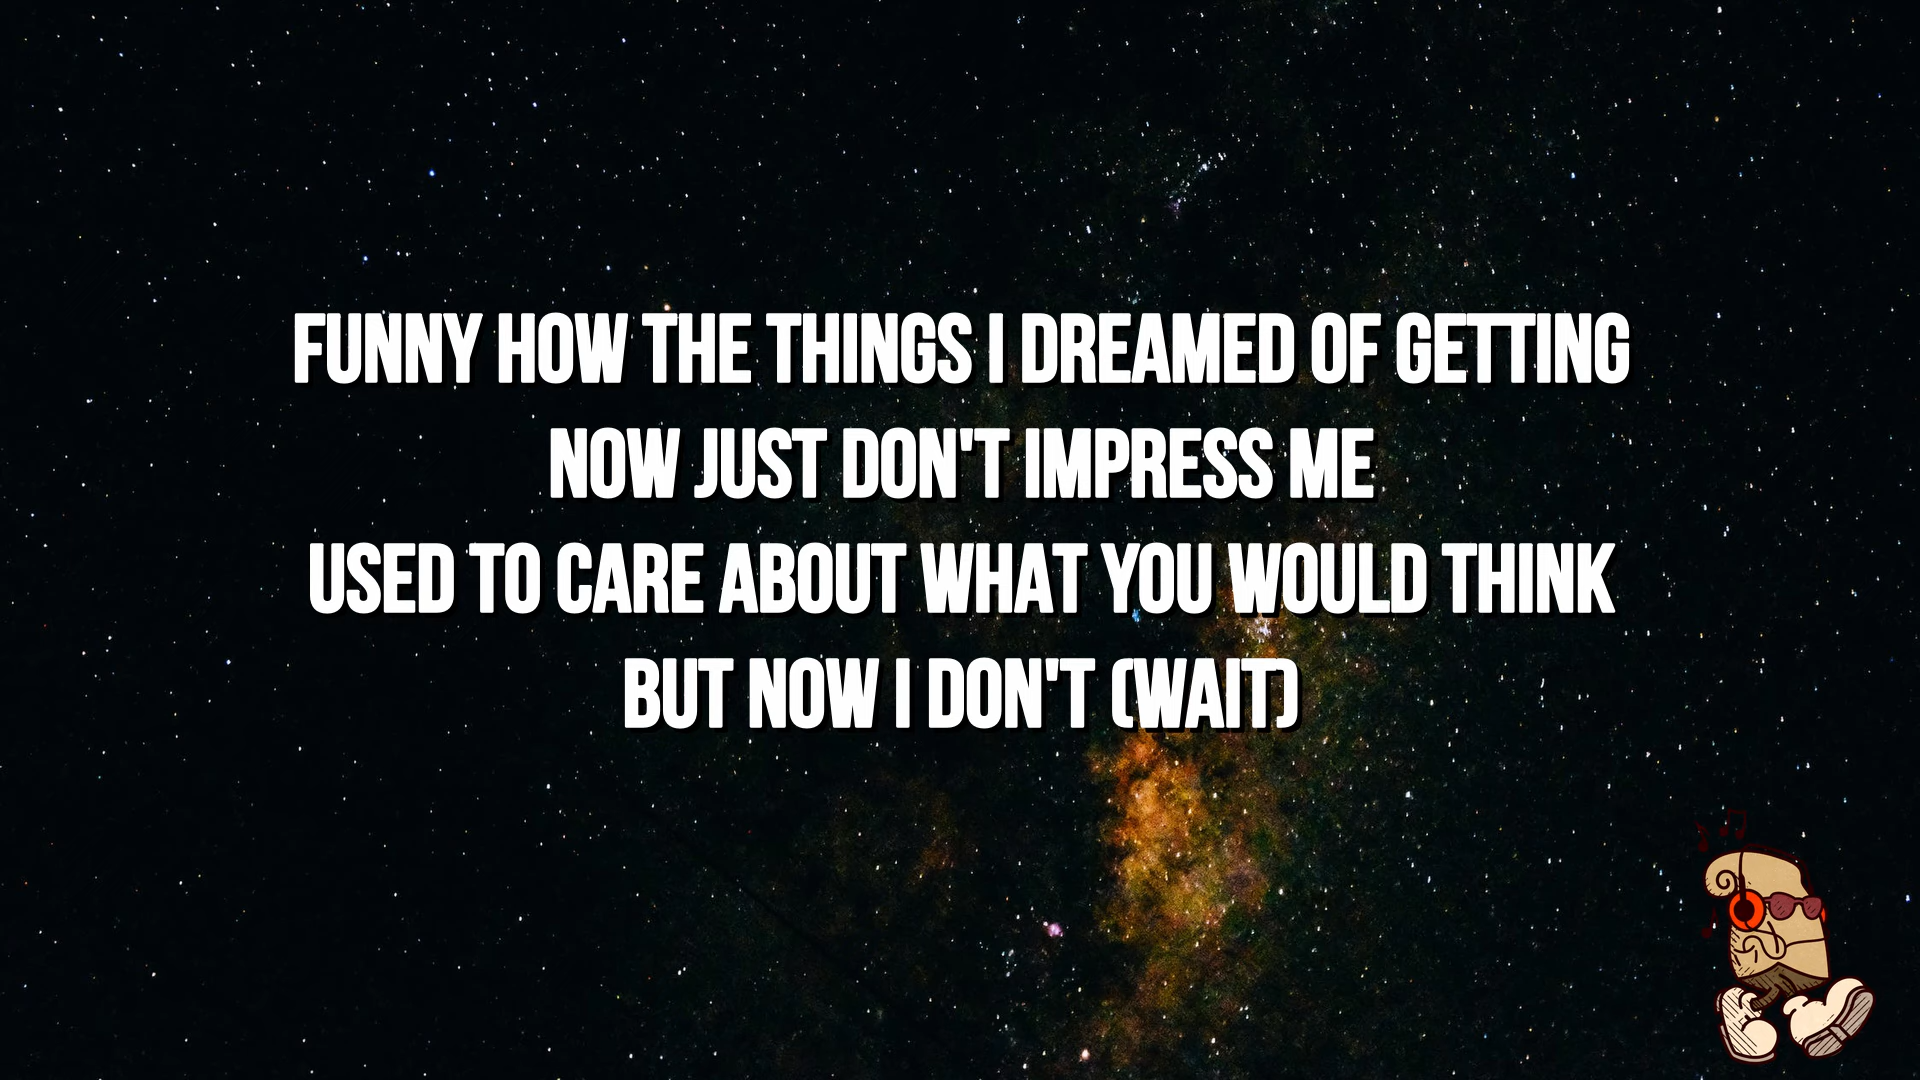 FUNNY HOW THE THINGS I DREAMED OF GETTING
NOW JUST DON'T IMPRESS ME
USED TO CARE ABOUT WHAT YOU WOULD THINK
BUT NOW I DON'T (WAIT)